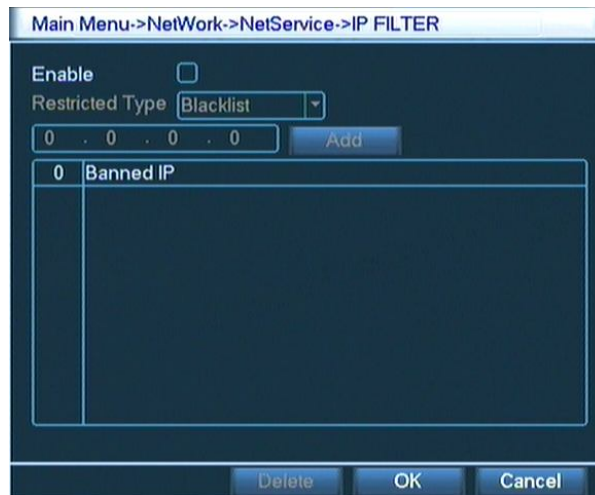 Main Menu->NetWork->NetService->IP FILTER
Enable
Restricted Type Blacklist
0 . 0 . 0 . 0 Add
0 Banned IP
Delete OK Cancel